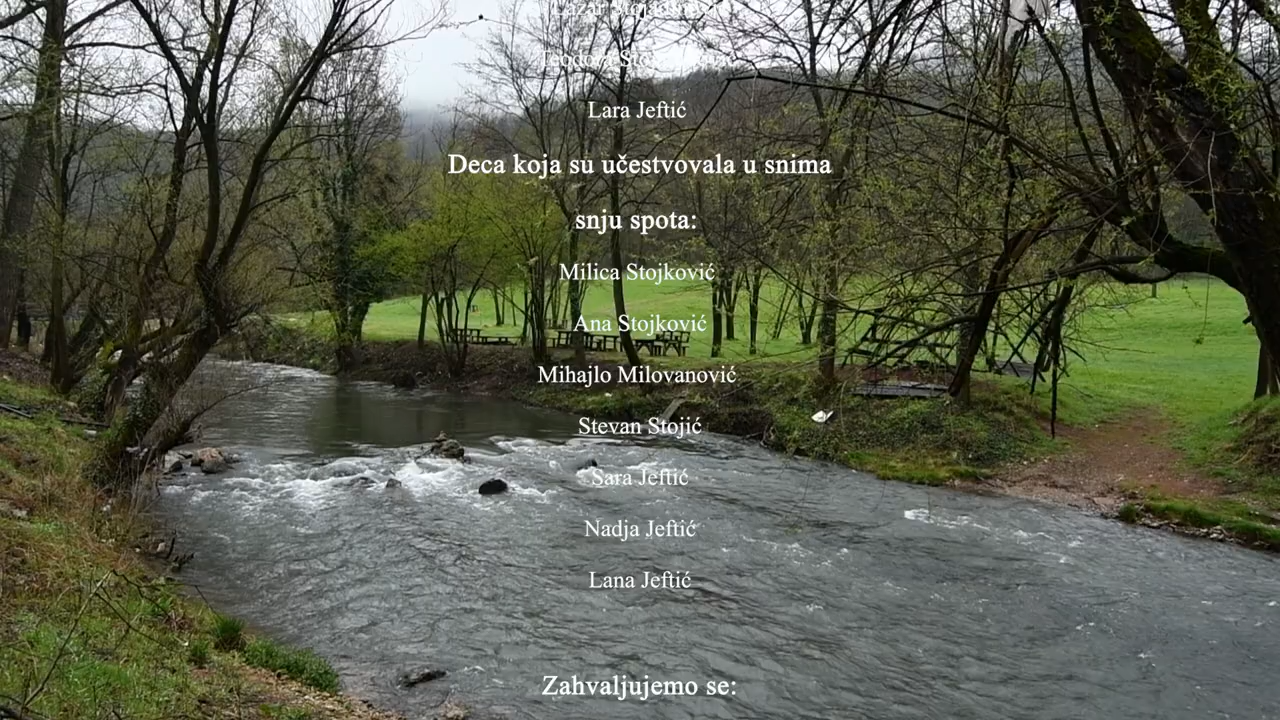 Lara Jeftić
Deca koja su učestvovala u snima
snju spota:
Milica Stojković
Ana Stojković
Mihajlo Milovanović
Stevan Stojić
Sara Jeftić
Nadja Jeftić
Lana Jeftić
Zahvaljujemo se: